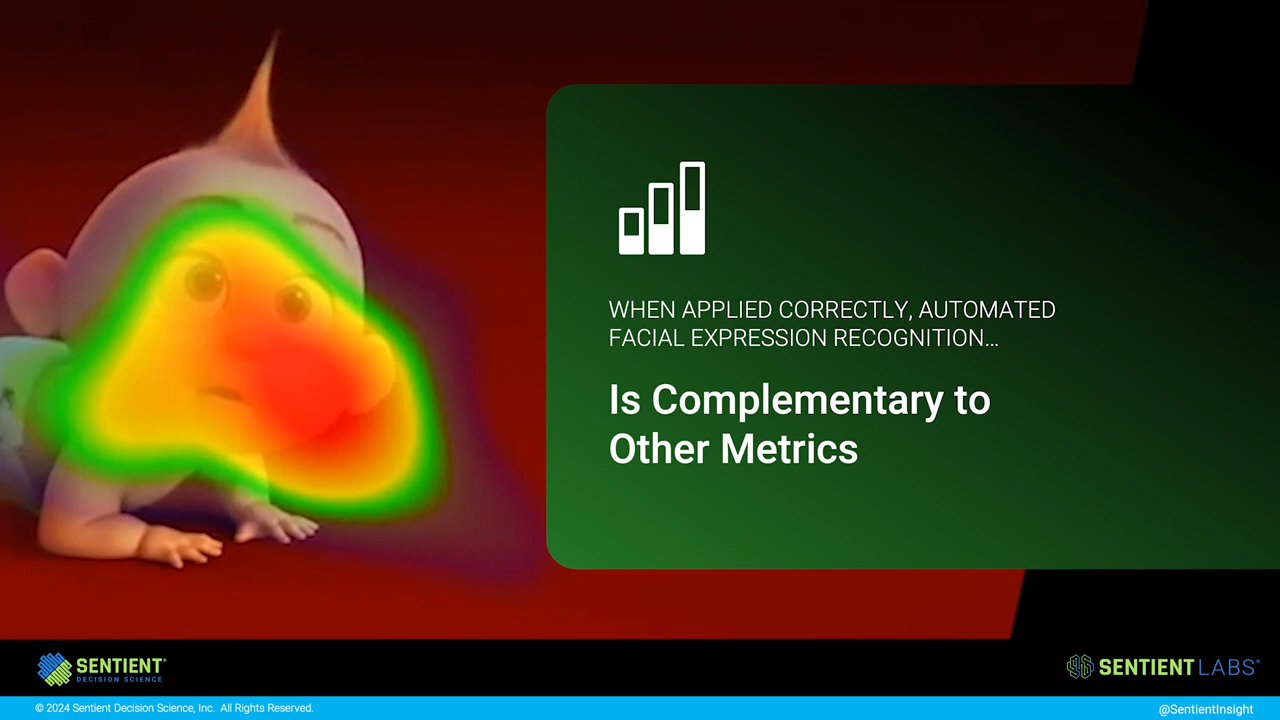 WHEN APPLIED CORRECTLY, AUTOMATED
FACIAL EXPRESSION RECOGNITION...
Is Complementary to
Other Metrics
SENTIENT®
DECISION SCIENCE
SENTIENT LABS®
© 2024 Sentient Decision Science, Inc. All Rights Reserved.
@SentientInsight